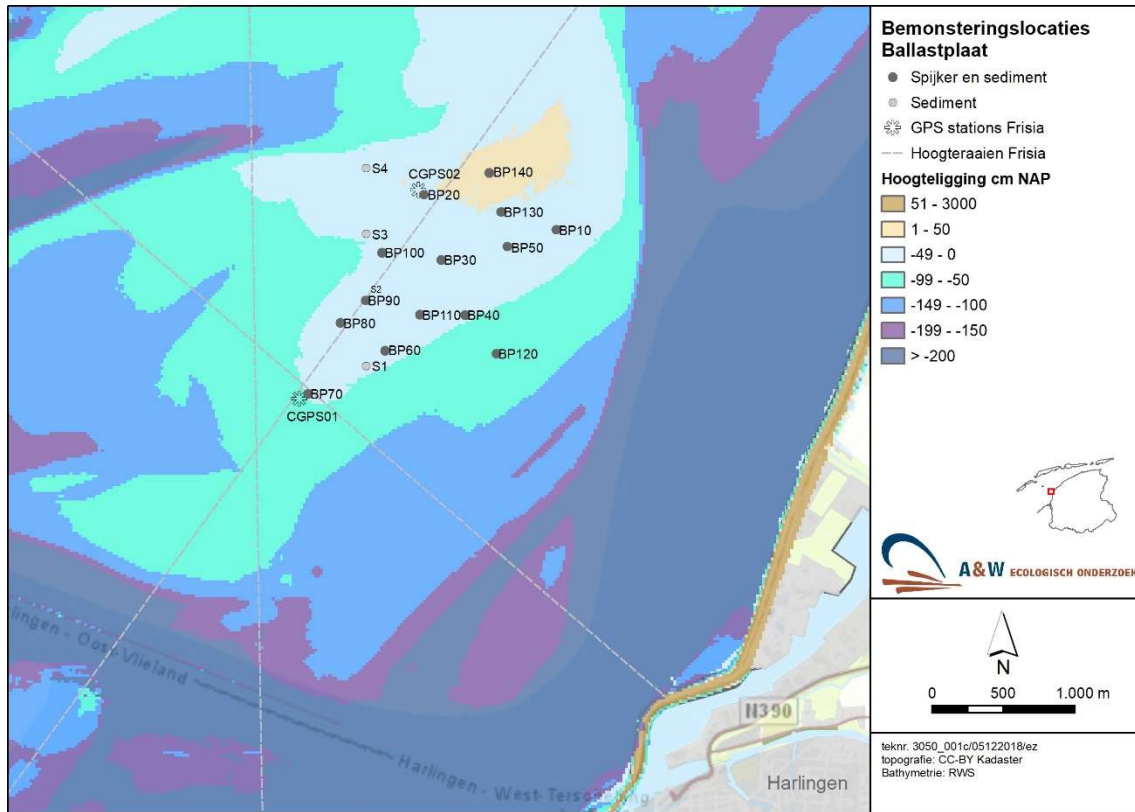 S4
CGPS02
BP20
BP140
BP130
BP10
S3
BP100
BP30
BP50
S2
BP90
BP80
BP110
BP40
BP60
BP120
S1
BP70
CGPS01
rlingen - Oost-Vlieland
Harlingen - West-Terschelling
N390
Harlingen
Bemonsteringslocaties
Ballastplaat
Spijker en sediment
Sediment
GPS stations Frisia
Hoogteraaien Frisia
Hoogteligging cm NAP
51 - 3000
1 - 50
-49 - 0
-99 - -50
-149 - -100
-199 - -150
> -200
A&W ECOLOGISCH ONDERZOEK
N
0 500 1.000 m
teknr. 3050_001c/05122018/ez
topografie: CC-BY Kadaster
Bathymetrie: RWS